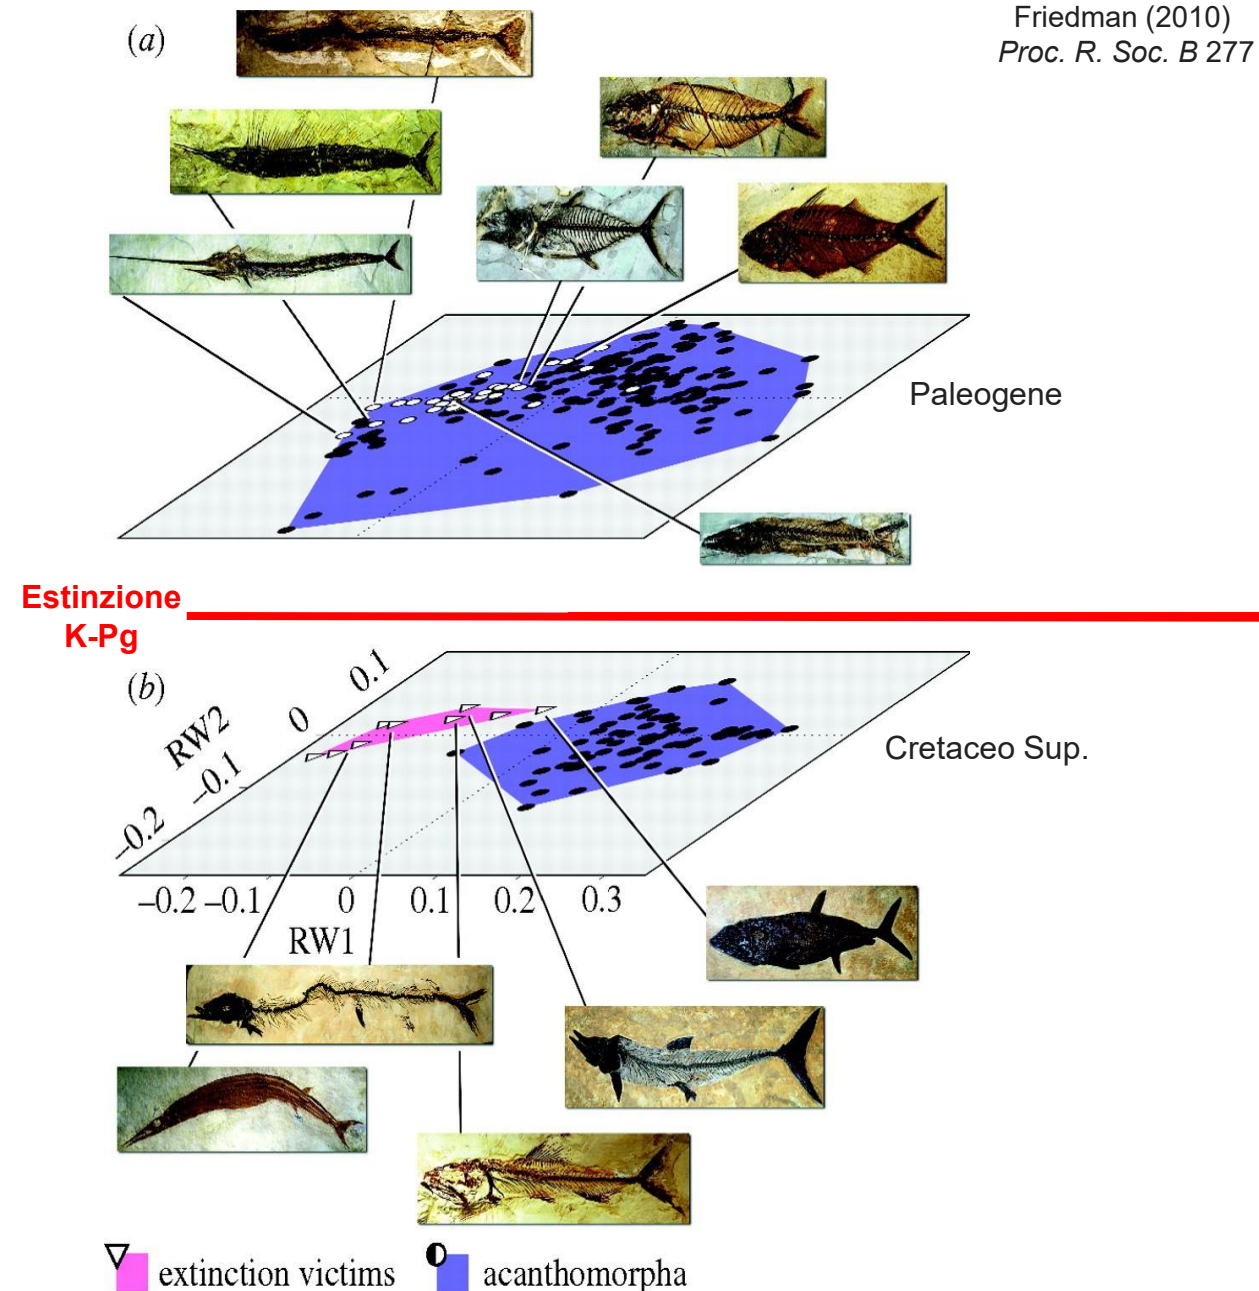 Friedman (2010)
Proc. R. Soc. B 277
(a)
Paleogene
Estinzione
K-Pg
(b)
0.1
0
RW2
–0.1
–0.2
Cretaceo Sup.
–0.2 –0.1 0 0.1 0.2 0.3
RW1
extinction victims acanthomorpha